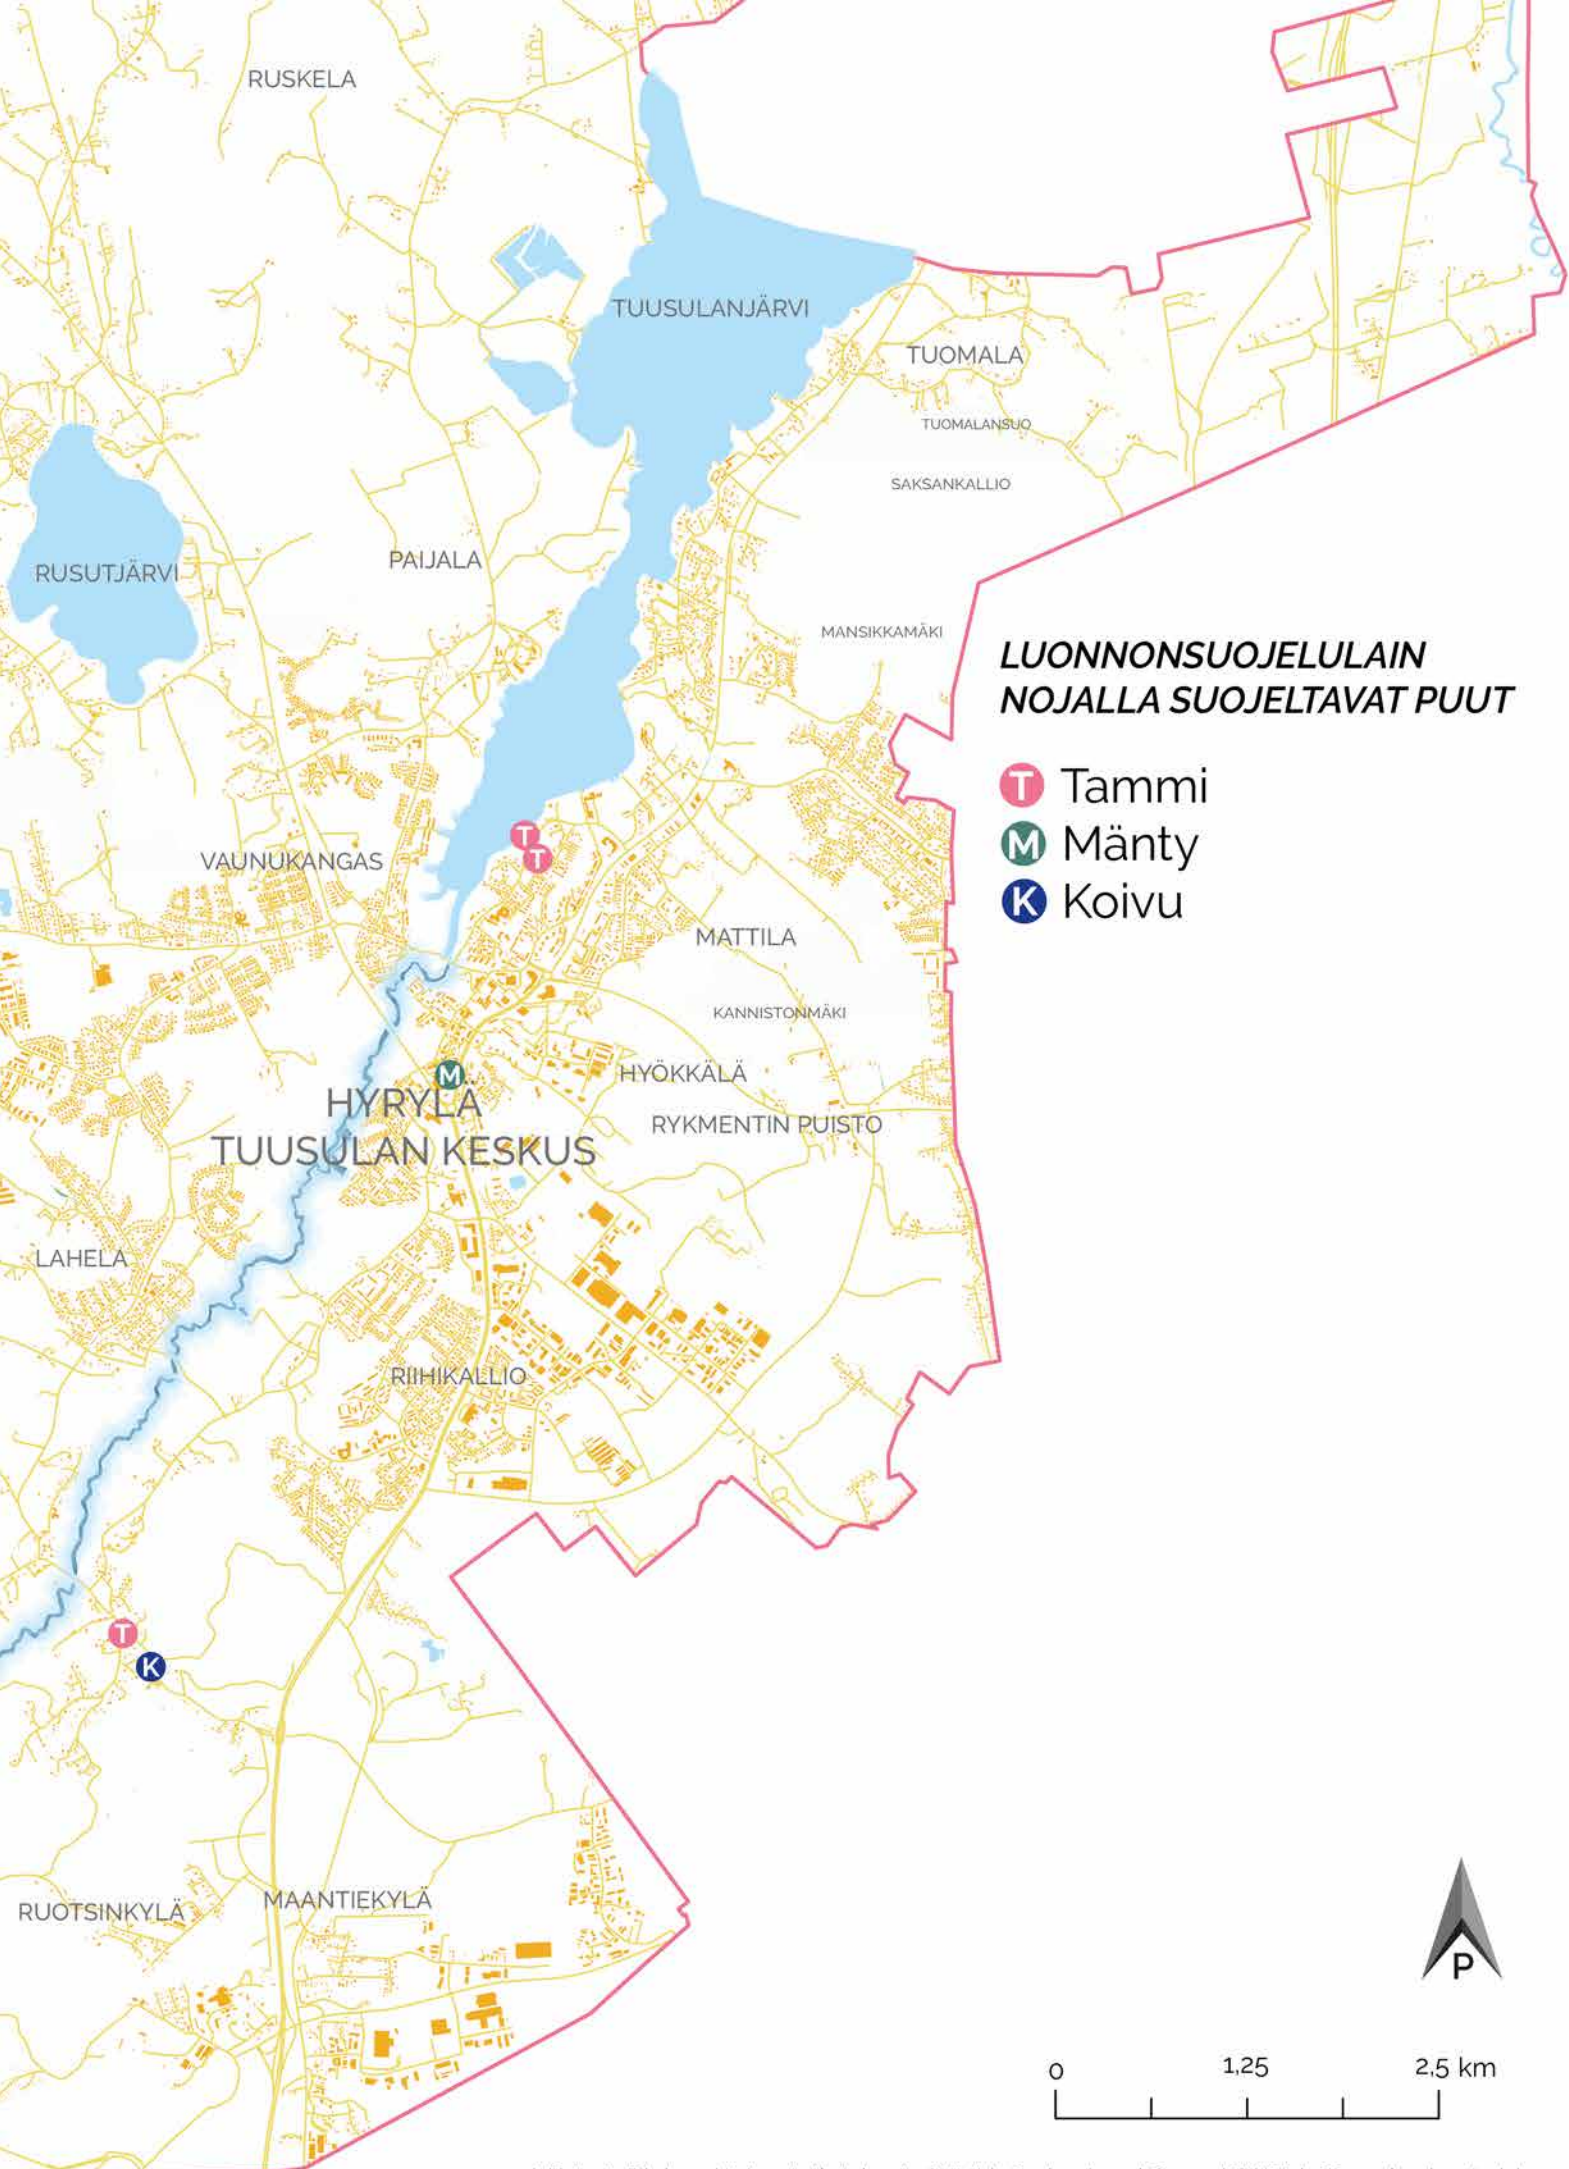 RUSKELA
TUUSULANJÄRVI
TUOMALA
TUOMALANSUO
SAKSANKALLIO
PAIJALA
RUSUTJÄRVI
MANSIKKAMÄKI
LUONNONSUOJELULAIN
NOJALLA SUOJELTAVAT PUUT
T Tammi
M Mänty
K Koivu
T
T
VAUNUKANGAS
MATTILA
KANNISTONMÄKI
M
HYÖKKÄLÄ
HYRYLÄ
TUUSULAN KESKUS
RYKMENTIN PUISTO
LAHELA
RIIHIKALLIO
T
K
RUOTSINKYLÄ
MAANTIEKYLÄ
P
0 1,25 2,5 km